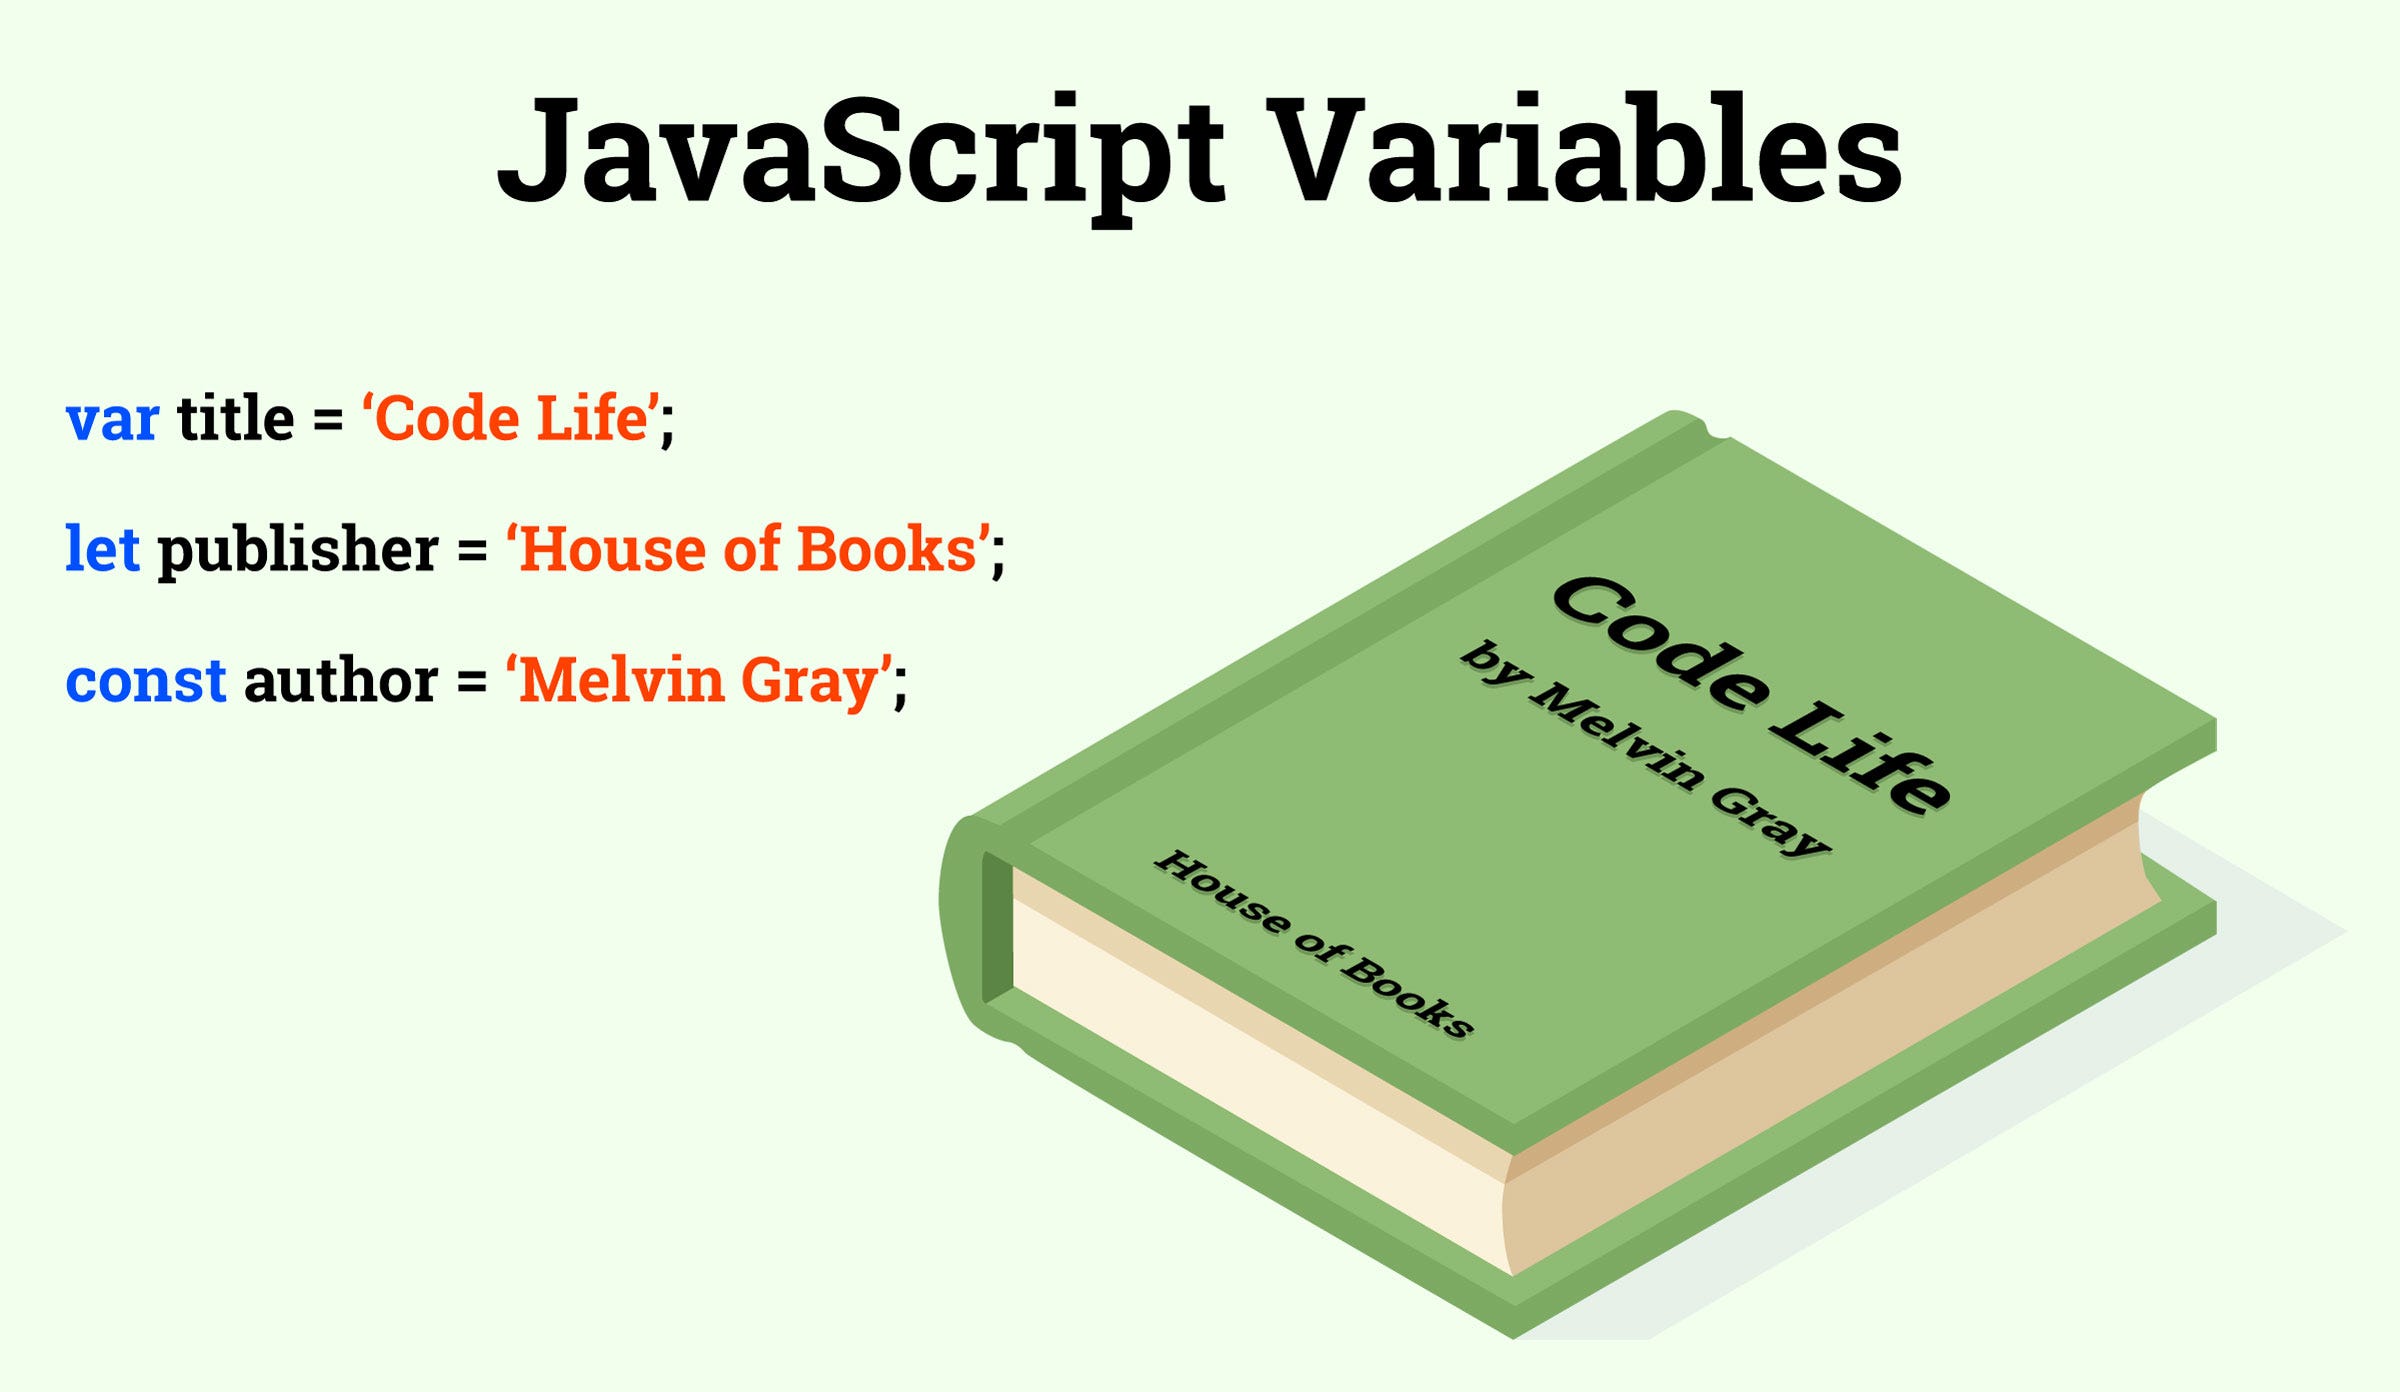 JavaScript Variables
var title = ‘Code Life’;
let publisher = ‘House of Books’;
const author = ‘Melvin Gray’;
Code Life
by Melvin Gray
House of Books